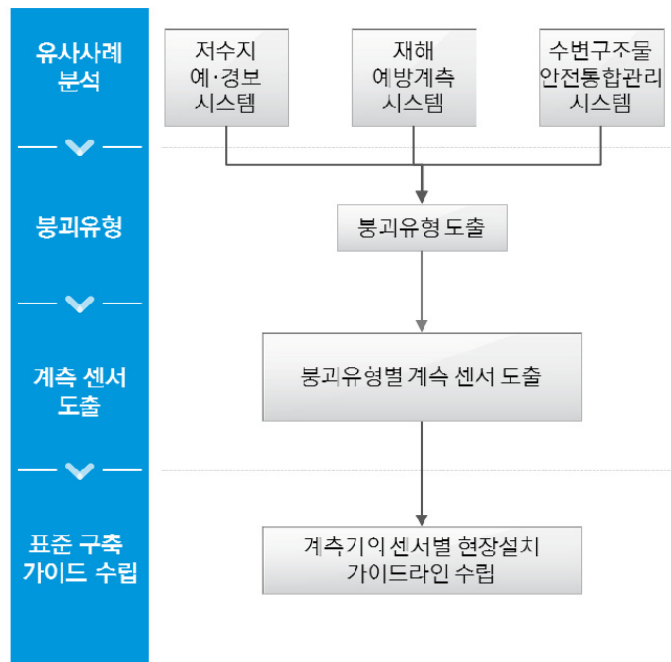 유사사례
분석
저수지
예·경보
시스템
재해
예방계측
시스템
수변구조물
안전통합관리
시스템
붕괴유형
붕괴유형 도출
계측 센서
도출
붕괴유형별 계측 센서 도출
표준 구축
가이드 수립
계측기의 센서별 현장설치
가이드라인 수립